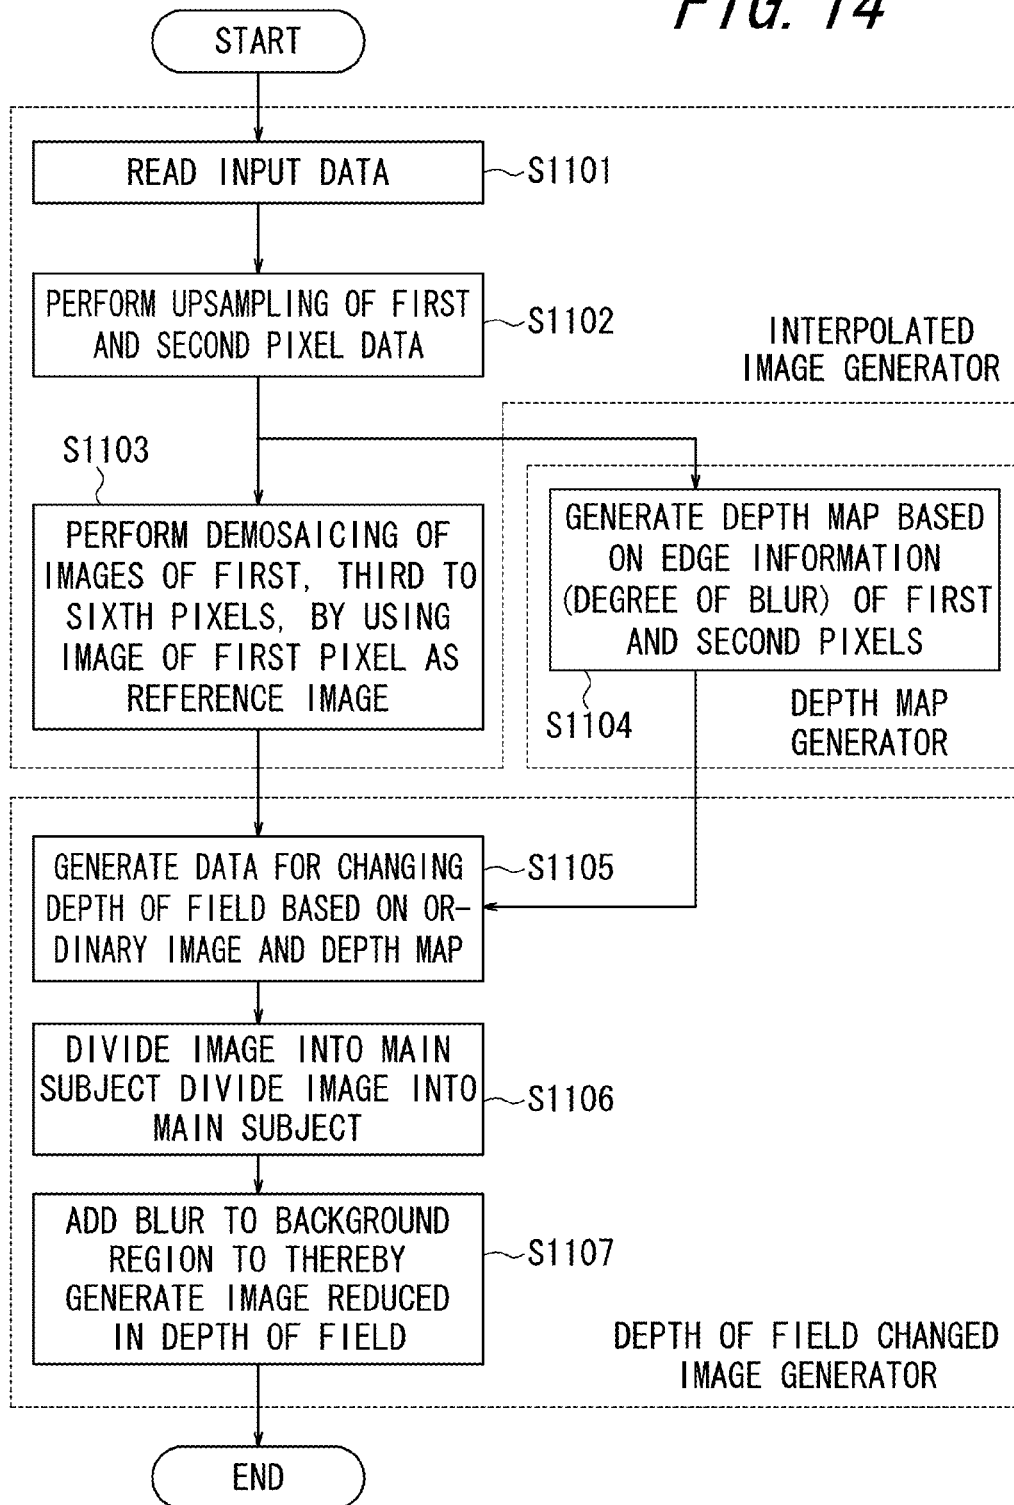 FIG. 14
START
READ INPUT DATA
S1101
PERFORM UPSAMPLING OF FIRST
AND SECOND PIXEL DATA
S1102
INTERPOLATED
IMAGE GENERATOR
S1103
PERFORM DEMOSAICING OF
IMAGES OF FIRST, THIRD TO
SIXTH PIXELS, BY USING
IMAGE OF FIRST PIXEL AS
REFERENCE IMAGE
GENERATE DEPTH MAP BASED
ON EDGE INFORMATION
(DEGREE OF BLUR) OF FIRST
AND SECOND PIXELS
S1104
DEPTH MAP
GENERATOR
GENERATE DATA FOR CHANGING
DEPTH OF FIELD BASED ON OR-
DINARY IMAGE AND DEPTH MAP
S1105
DIVIDE IMAGE INTO MAIN
SUBJECT DIVIDE IMAGE INTO
MAIN SUBJECT
S1106
ADD BLUR TO BACKGROUND
REGION TO THEREBY
GENERATE IMAGE REDUCED
IN DEPTH OF FIELD
S1107
DEPTH OF FIELD CHANGED
IMAGE GENERATOR
END